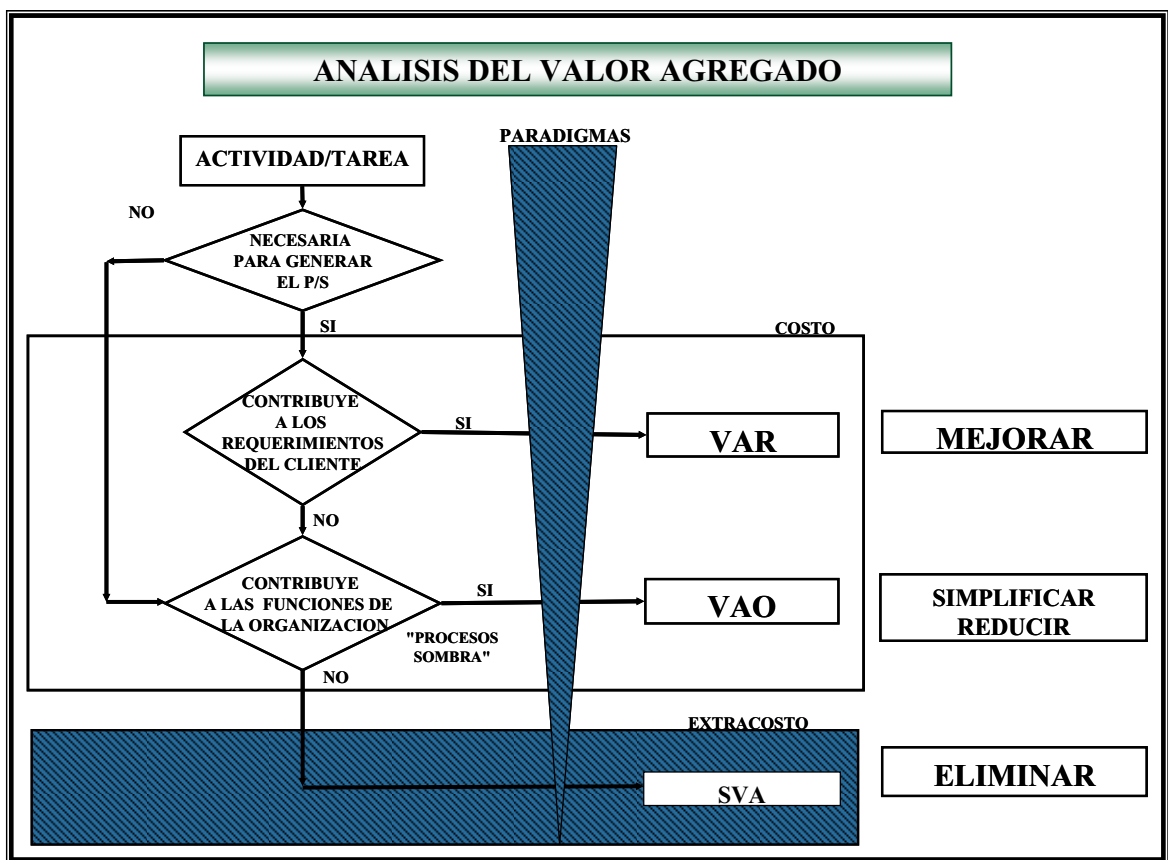 ANALISIS DEL VALOR AGREGADO
PARADIGMAS
ACTIVIDAD/TAREA
NO
NECESARIA
PARA GENERAR
EL P/S
SI
COSTO
CONTRIBUYE
A LOS
REQUERIMIENTOS
DEL CLIENTE
SI
VAR
MEJORAR
NO
CONTRIBUYE
A LAS FUNCIONES DE
LA ORGANIZACION
SI
"PROCESOS
SOMBRA"
VAO
SIMPLIFICAR
REDUCIR
NO
EXTRACOSTO
SVA
ELIMINAR